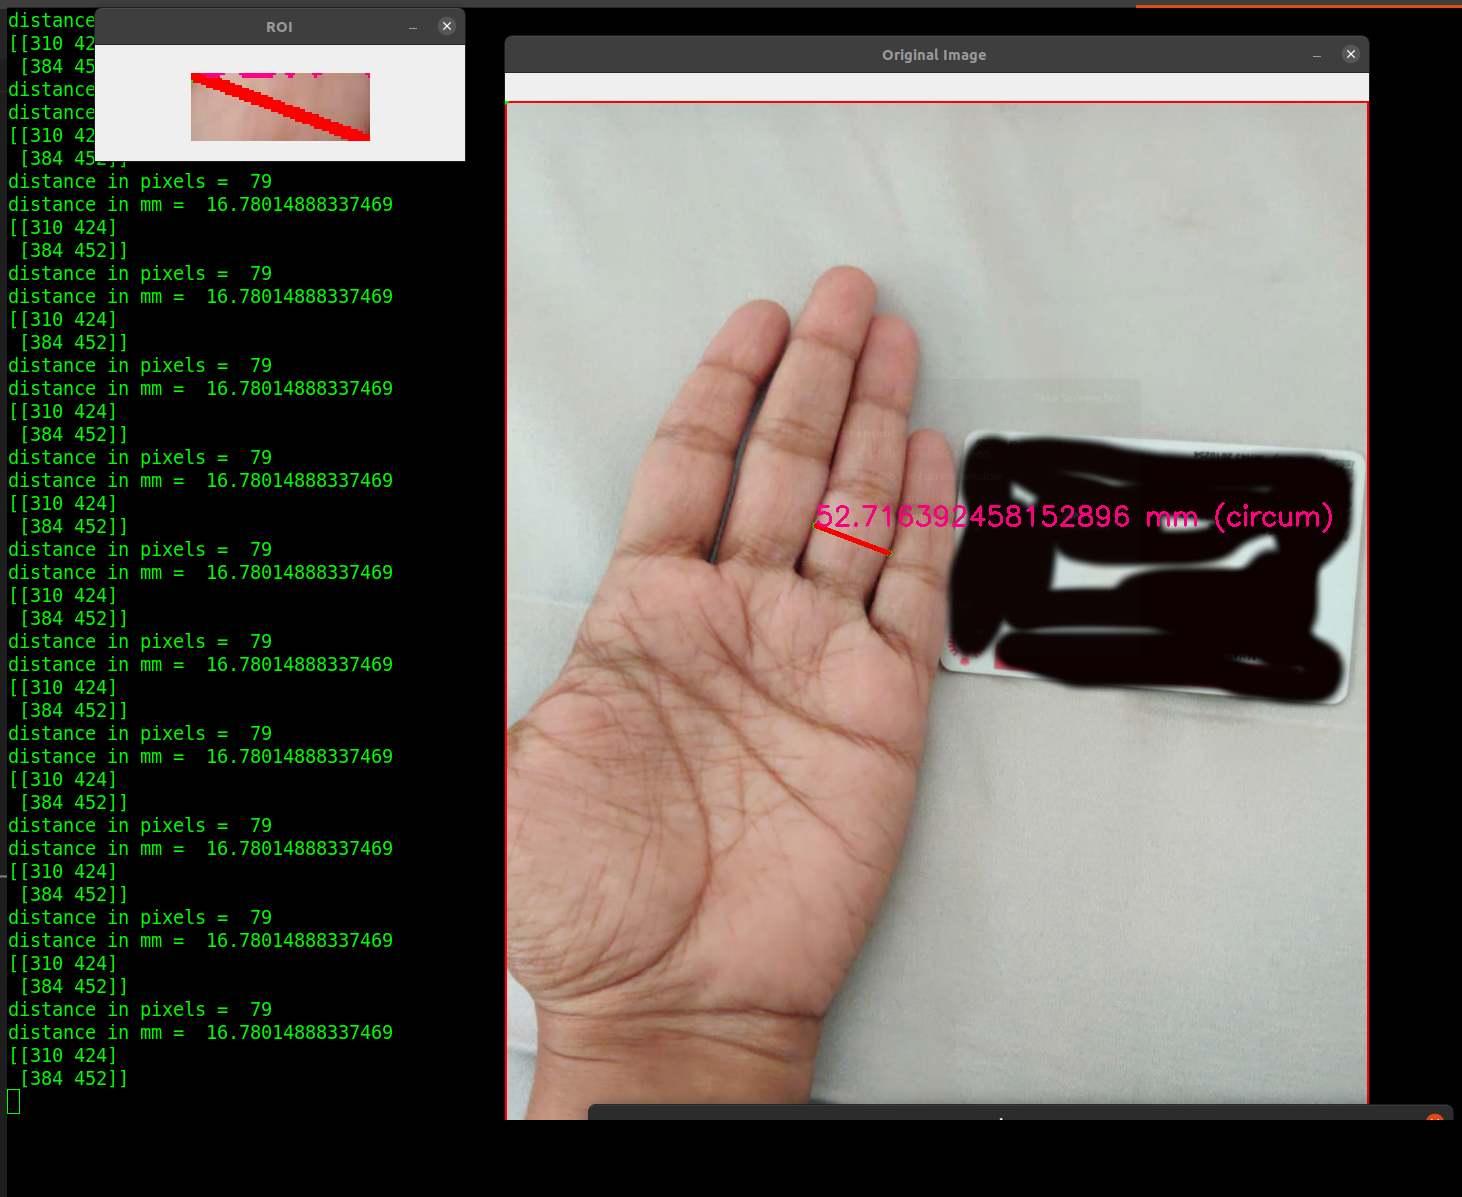 ROI
Original Image
distance
[[310 42
[384 45
distance
distance
[[310 42
[384 452]]
distance in pixels =  79
distance in mm =  16.78014888337469
[[310 424]
[384 452]]
distance in pixels =  79
distance in mm =  16.78014888337469
[[310 424]
[384 452]]
distance in pixels =  79
distance in mm =  16.78014888337469
[[310 424]
[384 452]]
distance in pixels =  79
distance in mm =  16.78014888337469
[[310 424]
[384 452]]
distance in pixels =  79
distance in mm =  16.78014888337469
[[310 424]
[384 452]]
distance in pixels =  79
distance in mm =  16.78014888337469
[[310 424]
[384 452]]
distance in pixels =  79
distance in mm =  16.78014888337469
[[310 424]
[384 452]]
distance in pixels =  79
distance in mm =  16.78014888337469
[[310 424]
[384 452]]
distance in pixels =  79
distance in mm =  16.78014888337469
[[310 424]
[384 452]]
distance in pixels =  79
distance in mm =  16.78014888337469
[[310 424]
[384 452]]
Take Screenshot
52.716392458152896 mm (circum)